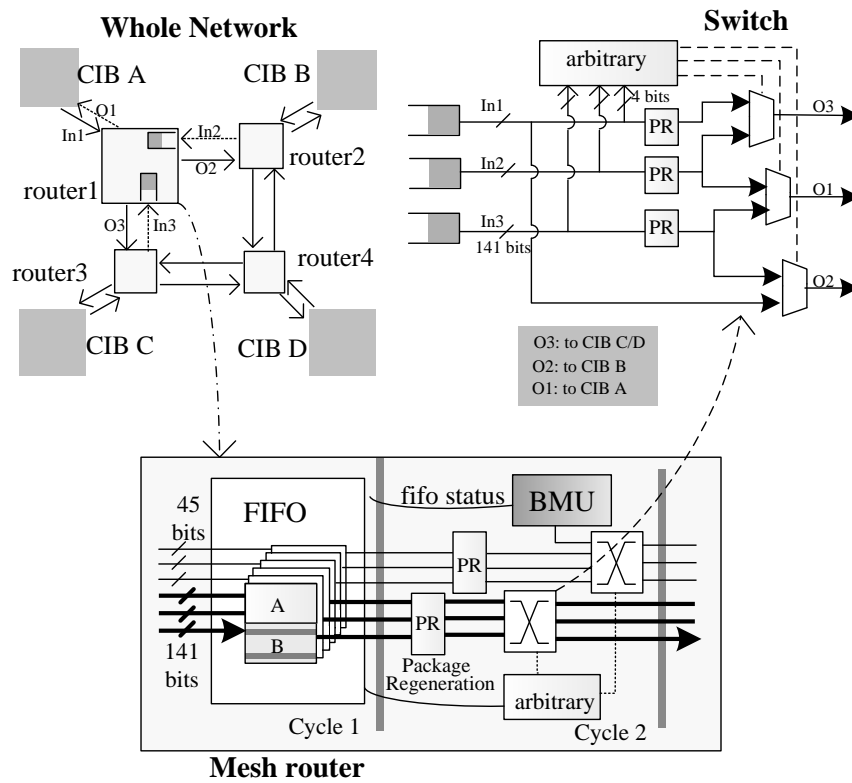 Whole Network
CIB A
CIB B
O1
In1
In2
O2
router1
router2
O3
In3
router3
router4
CIB C
CIB D
Switch
arbitrary
4 bits
In1
PR
O3
In2
PR
O1
In3
141 bits
PR
O2
O3: to CIB C/D
O2: to CIB B
O1: to CIB A
45
bits
FIFO
fifo status
BMU
PR
A
B
PR
141
bits
Package
Regeneration
arbitrary
Cycle 1
Cycle 2
Mesh router